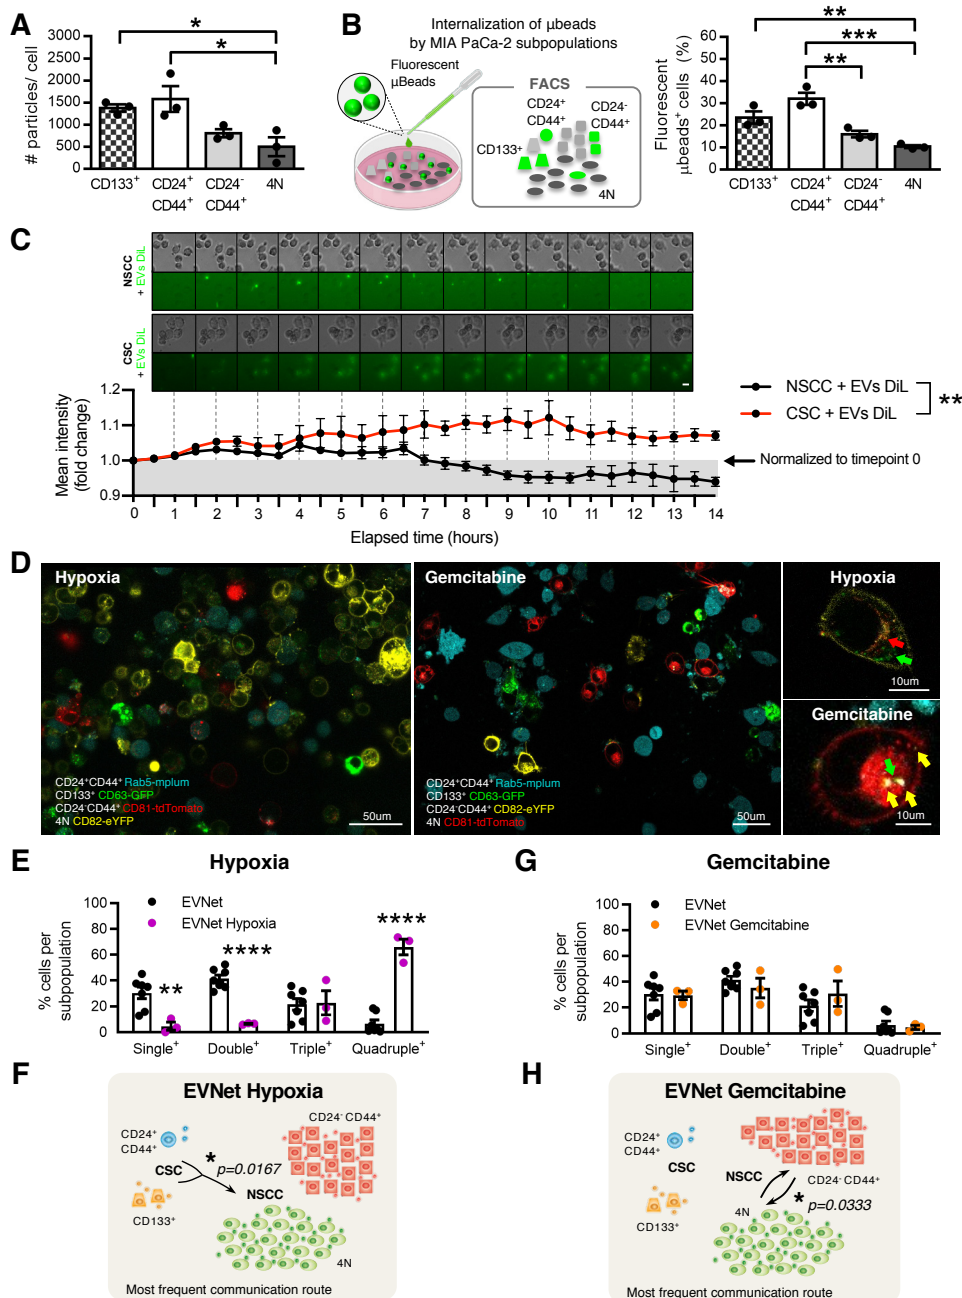 A
# particles/ cell
3000
2500
2000
1500
1000
500
0
*
*
CD133+
CD24+
CD44+
CD24-
CD44+
4N
B
Internalization of µbeads
by MIA PaCa-2 subpopulations
Fluorescent
µBeads
FACS
CD24+
CD44+
CD24-
CD44+
CD133+
4N
Fluorescent
µbeads+ cells (%)
60
50
40
30
20
10
0
**
***
**
CD133+
CD24+
CD44+
CD24-
CD44+
4N
C
NSCC
+ EVs DiL
CSC
+ EVs DiL
Mean intensity
(fold change)
1.2
1.1
1.0
0.9
0 1 2 3 4 5 6 7 8 9 10 11 12 13 14
Elapsed time (hours)
NSCC + EVs DiL
CSC + EVs DiL
**
Normalized to timepoint 0
D
Hypoxia
CD24+CD44+ Rab5-mplum
CD133+ CD63-GFP
CD24-CD44+ CD81-tdTomato
4N CD82-eYFP
50um
Gemcitabine
CD24+CD44+ Rab5-mplum
CD133+ CD63-GFP
CD24-CD44+ CD82-eYFP
4N CD81-tdTomato
50um
Hypoxia
10um
Gemcitabine
10um
E
Hypoxia
% cells per
subpopulation
100
80
60
40
20
0
EVNet
EVNet Hypoxia
**
****
****
Single+
Double+
Triple+
Quadruple+
G
Gemcitabine
% cells per
subpopulation
100
80
60
40
20
0
EVNet
EVNet Gemcitabine
Single+
Double+
Triple+
Quadruple+
F
EVNet Hypoxia
CD24+
CD44+
CD24- CD44+
CSC
* p=0.0167
NSCC
CD133+
4N
Most frequent communication route
H
EVNet Gemcitabine
CD24+
CD44+
CSC
NSCC
CD24- CD44+
* p=0.0333
4N
CD133+
Most frequent communication route